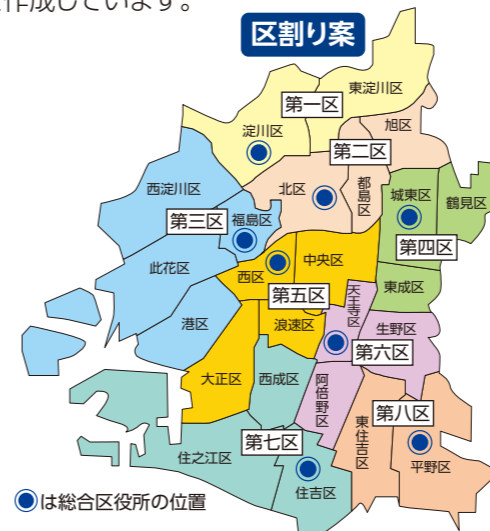 作成しています。
区割り案
東淀川区
第一区
淀川区
旭区
第二区
西淀川区
北区
都島区
城東区
鶴見区
第三区
福島区
第四区
此花区
西区
中央区
東成区
第五区
天王寺区
港区
浪速区
生野区
第六区
大正区
西成区
阿倍野区
第八区
東住吉区
第七区
住之江区
平野区
住吉区
は総合区役所の位置